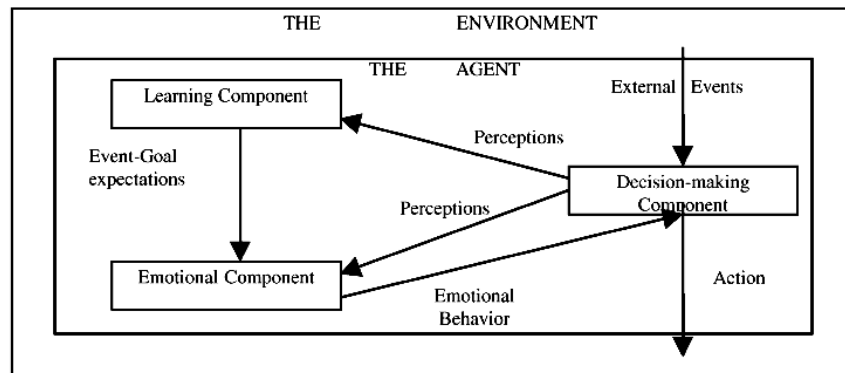 THE ENVIRONMENT
THE AGENT
Learning Component
External Events
Perceptions
Event-Goal
expectations
Decision-making
Component
Perceptions
Emotional Component
Action
Emotional
Behavior